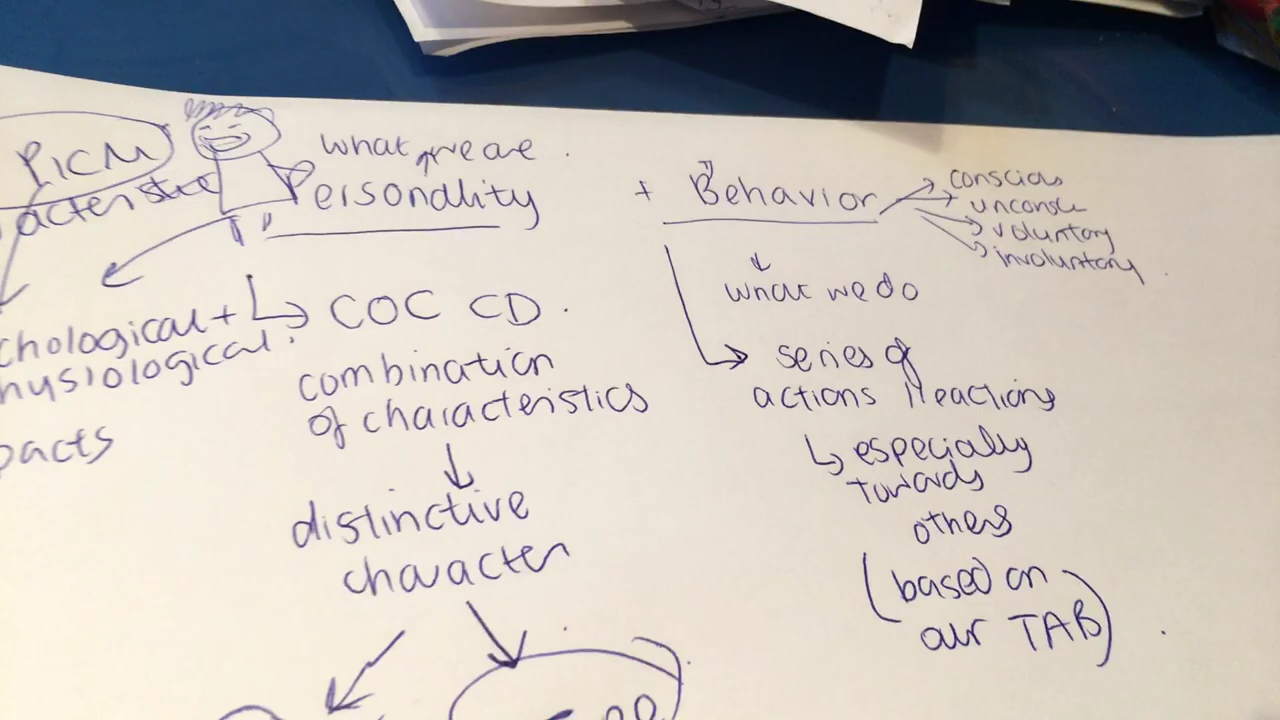 PICM
what we are
Personality
+ Behavior
conscious
voluntary
involuntary
what we do
chological +
hysiological
pacts
COC CD
combination
of characteristics
distinctive
character
series of
actions / reactions
especially
towards
others
(based on
our TAB)